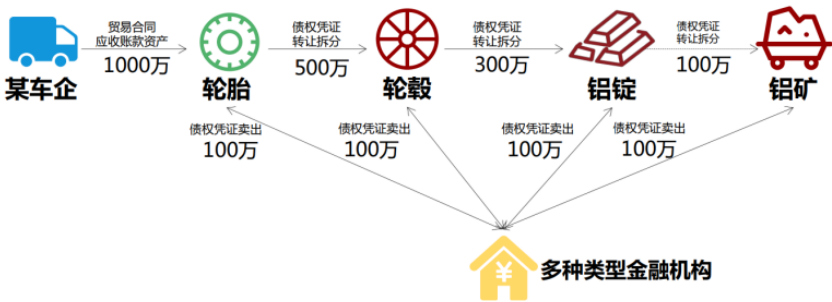 贸易合同
应收账款资产
1000万
债权凭证
转让拆分
500万
债权凭证
转让拆分
300万
债权凭证
转让拆分
100万
某车企
轮胎
轮毂
铝锭
铝矿
债权凭证卖出
100万
债权凭证卖出
100万
债权凭证卖出
100万
债权凭证卖出
100万
¥
多种类型金融机构